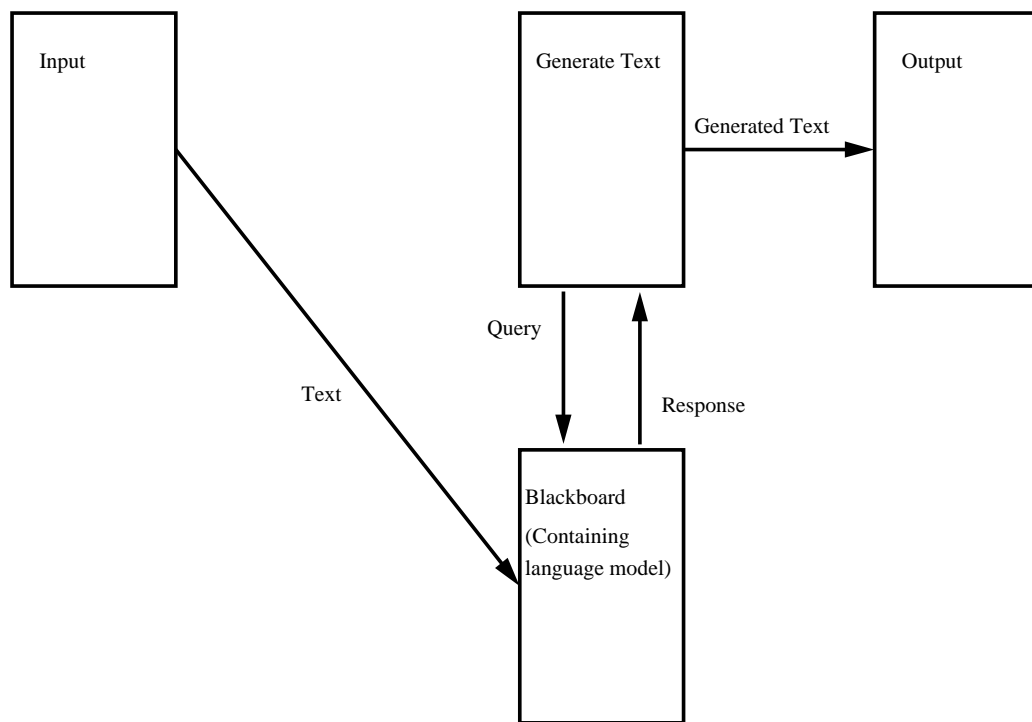 Input
Generate Text
Output
Generated Text
Query
Text
Response
Blackboard
(Containing
language model)